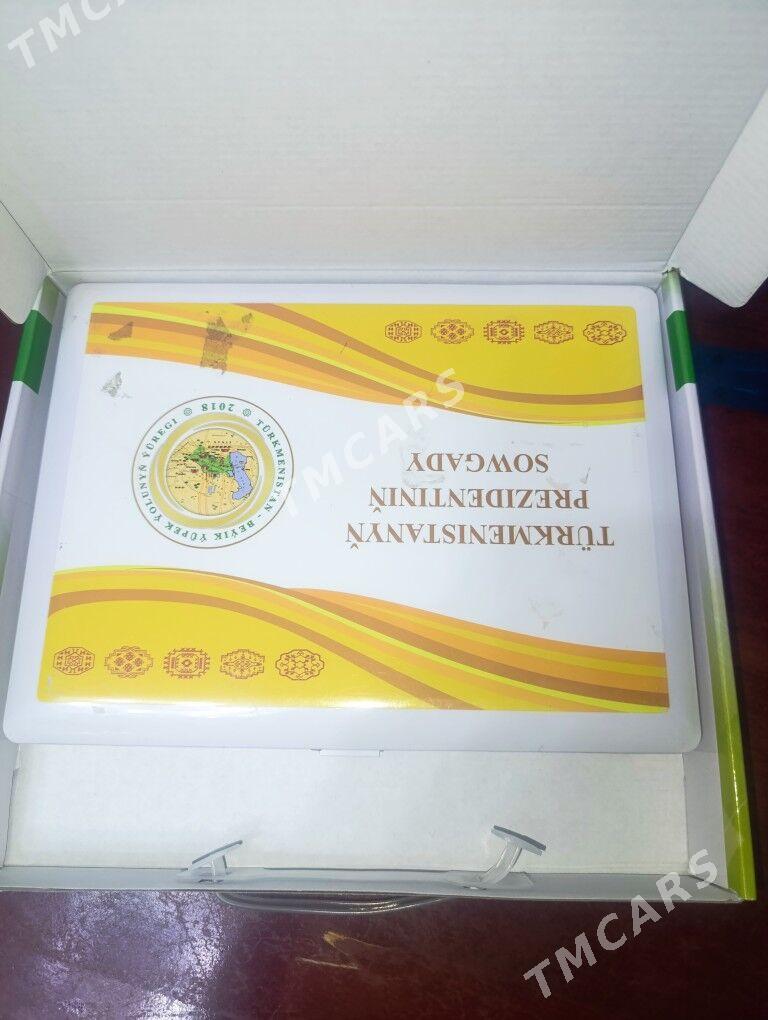 TMCARS
TÜRKMENISTANYŇ
PREZIDENTINIŇ
SOWGADY
TÜRKMENISTAN - BEÝIK ÝÜPEK ÝOLUNYŇ ÝÜREGI
2018
TMCARS
TMCARS